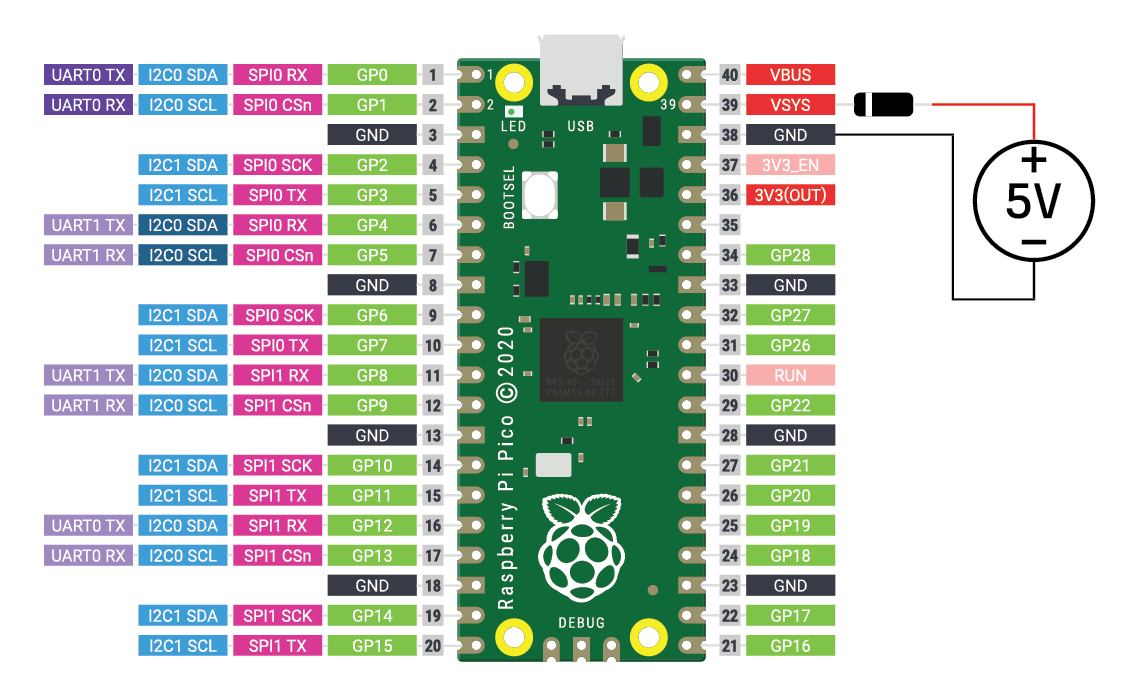 UART0 TX I2C0 SDA SPI0 RX GP0 1 1 40 VBUS
UART0 RX I2C0 SCL SPI0 CSn GP1 2 2 39 39 VSYS
LED USB
GND 3 38 GND
I2C1 SDA SPI0 SCK GP2 4 37 3V3_EN
I2C1 SCL SPI0 TX GP3 5 BOOTSEL 36 3V3(OUT)
+
5V
−
UART1 TX I2C0 SDA SPI0 RX GP4 6 35
UART1 RX I2C0 SCL SPI0 CSn GP5 7 34 GP28
GND 8 33 GND
I2C1 SDA SPI0 SCK GP6 9 32 GP27
I2C1 SCL SPI0 TX GP7 10 31 GP26
UART1 TX I2C0 SDA SPI1 RX GP8 11 30 RUN
RP2-B0 20/21
UART1 RX I2C0 SCL SPI1 CSn GP9 12 29 GP22
GND 13 28 GND
I2C1 SDA SPI1 SCK GP10 14 27 GP21
I2C1 SCL SPI1 TX GP11 15 26 GP20
UART0 TX I2C0 SDA SPI1 RX GP12 16 25 GP19
UART0 RX I2C0 SCL SPI1 CSn GP13 17 24 GP18
Raspberry Pi Pico © 2020
GND 18 23 GND
I2C1 SDA SPI1 SCK GP14 19 22 GP17
DEBUG
I2C1 SCL SPI1 TX GP15 20 21 GP16